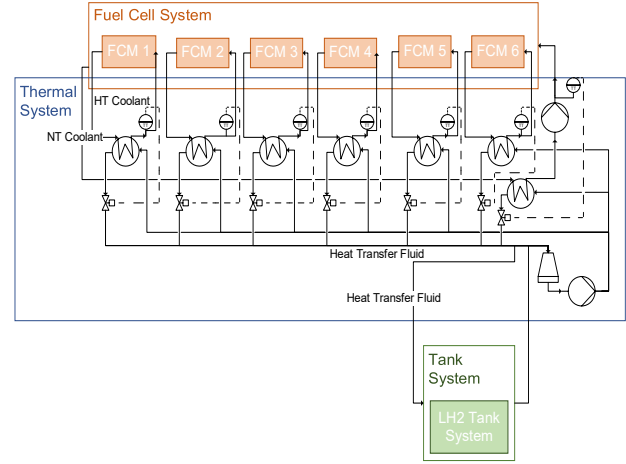 Fuel Cell System
FCM 1
FCM 2
FCM 3
FCM 4
FCM 5
FCM 6
Thermal
System
HT Coolant
NT Coolant
Heat Transfer Fluid
Heat Transfer Fluid
Tank
System
LH2 Tank
System